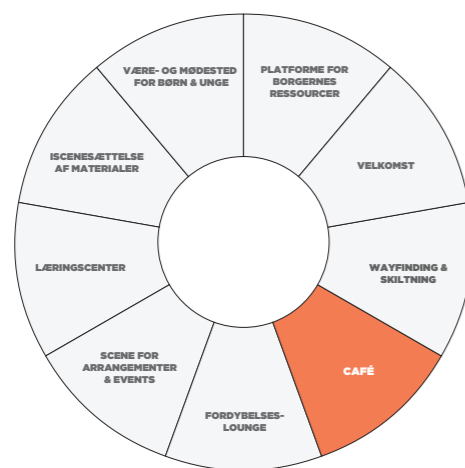 VÆRE- OG MØDESTED
FOR BØRN & UNGE
PLATFORME FOR
BORGERNES
RESSOURCER
VELKOMST
WAYFINDING &
SKILTNING
CAFÉ
FORDYBELSES-
LOUNGE
SCENE FOR
ARRANGEMENTER
& EVENTS
LÆRINGSCENTER
ISCENESÆTTELSE
AF MATERIALER